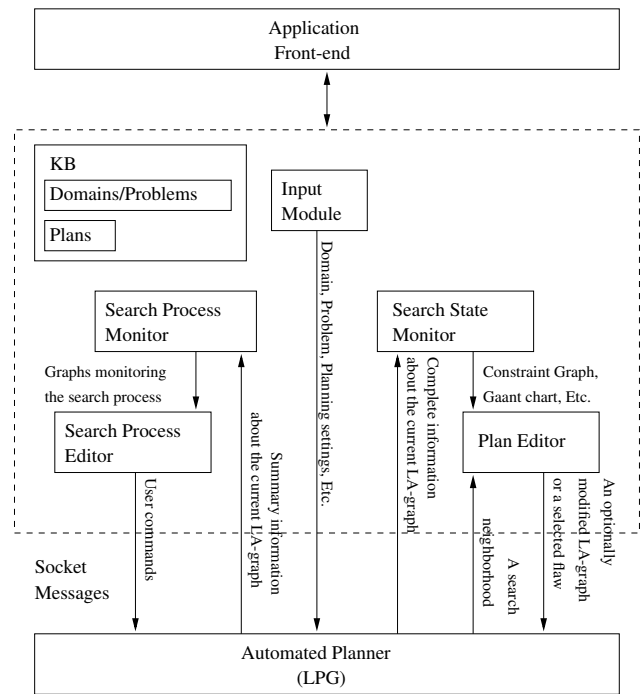 Application
Front-end
KB
Domains/Problems
Plans
Input
Module
Search Process
Monitor
Search State
Monitor
Domain, Problem, Planning settings, Etc.
Graphs monitoring
the search process
Complete information
about the current LA-graph
Constraint Graph,
Gaant chart, Etc.
Search Process
Editor
Plan Editor
User commands
Summary information
about the current LA-graph
A search
neighborhood
An optionally
modified LA-graph
or a selected flaw
Socket
Messages
Automated Planner
(LPG)